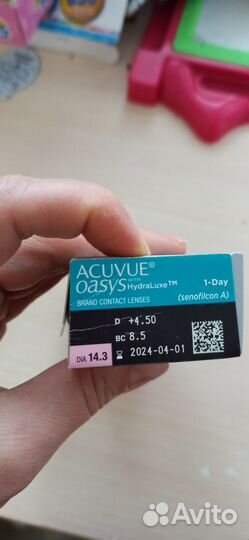 ACUVUE®
OASYS WITH HydraLuxe™ 1-Day
BRAND CONTACT LENSES (senofilcon A)
D +4.50
BC 8.5
DIA 14.3 2024-04-01
Avito